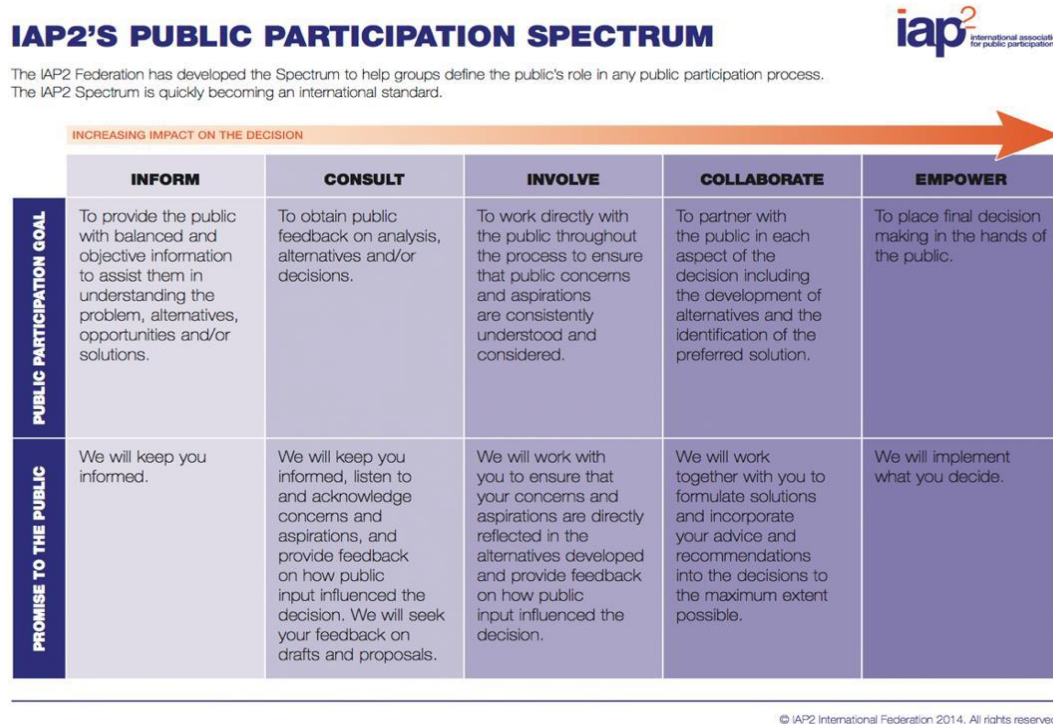 IAP2'S PUBLIC PARTICIPATION SPECTRUM
iap2
international associatio
for public participation
The IAP2 Federation has developed the Spectrum to help groups define the public's role in any public participation process.
The IAP2 Spectrum is quickly becoming an international standard.
INCREASING IMPACT ON THE DECISION
INFORM
CONSULT
INVOLVE
COLLABORATE
EMPOWER
PUBLIC PARTICIPATION GOAL
To provide the public
with balanced and
objective information
to assist them in
understanding the
problem, alternatives,
opportunities and/or
solutions.
To obtain public
feedback on analysis,
alternatives and/or
decisions.
To work directly with
the public throughout
the process to ensure
that public concerns
and aspirations
are consistently
understood and
considered.
To partner with
the public in each
aspect of the
decision including
the development of
alternatives and the
identification of the
preferred solution.
To place final decision
making in the hands of
the public.
PROMISE TO THE PUBLIC
We will keep you
informed.
We will keep you
informed, listen to
and acknowledge
concerns and
aspirations, and
provide feedback
on how public
input influenced the
decision. We will seek
your feedback on
drafts and proposals.
We will work with
you to ensure that
your concerns and
aspirations are directly
reflected in the
alternatives developed
and provide feedback
on how public
input influenced the
decision.
We will work
together with you to
formulate solutions
and incorporate
your advice and
recommendations
into the decisions to
the maximum extent
possible.
We will implement
what you decide.
© IAP2 International Federation 2014. All rights reserved